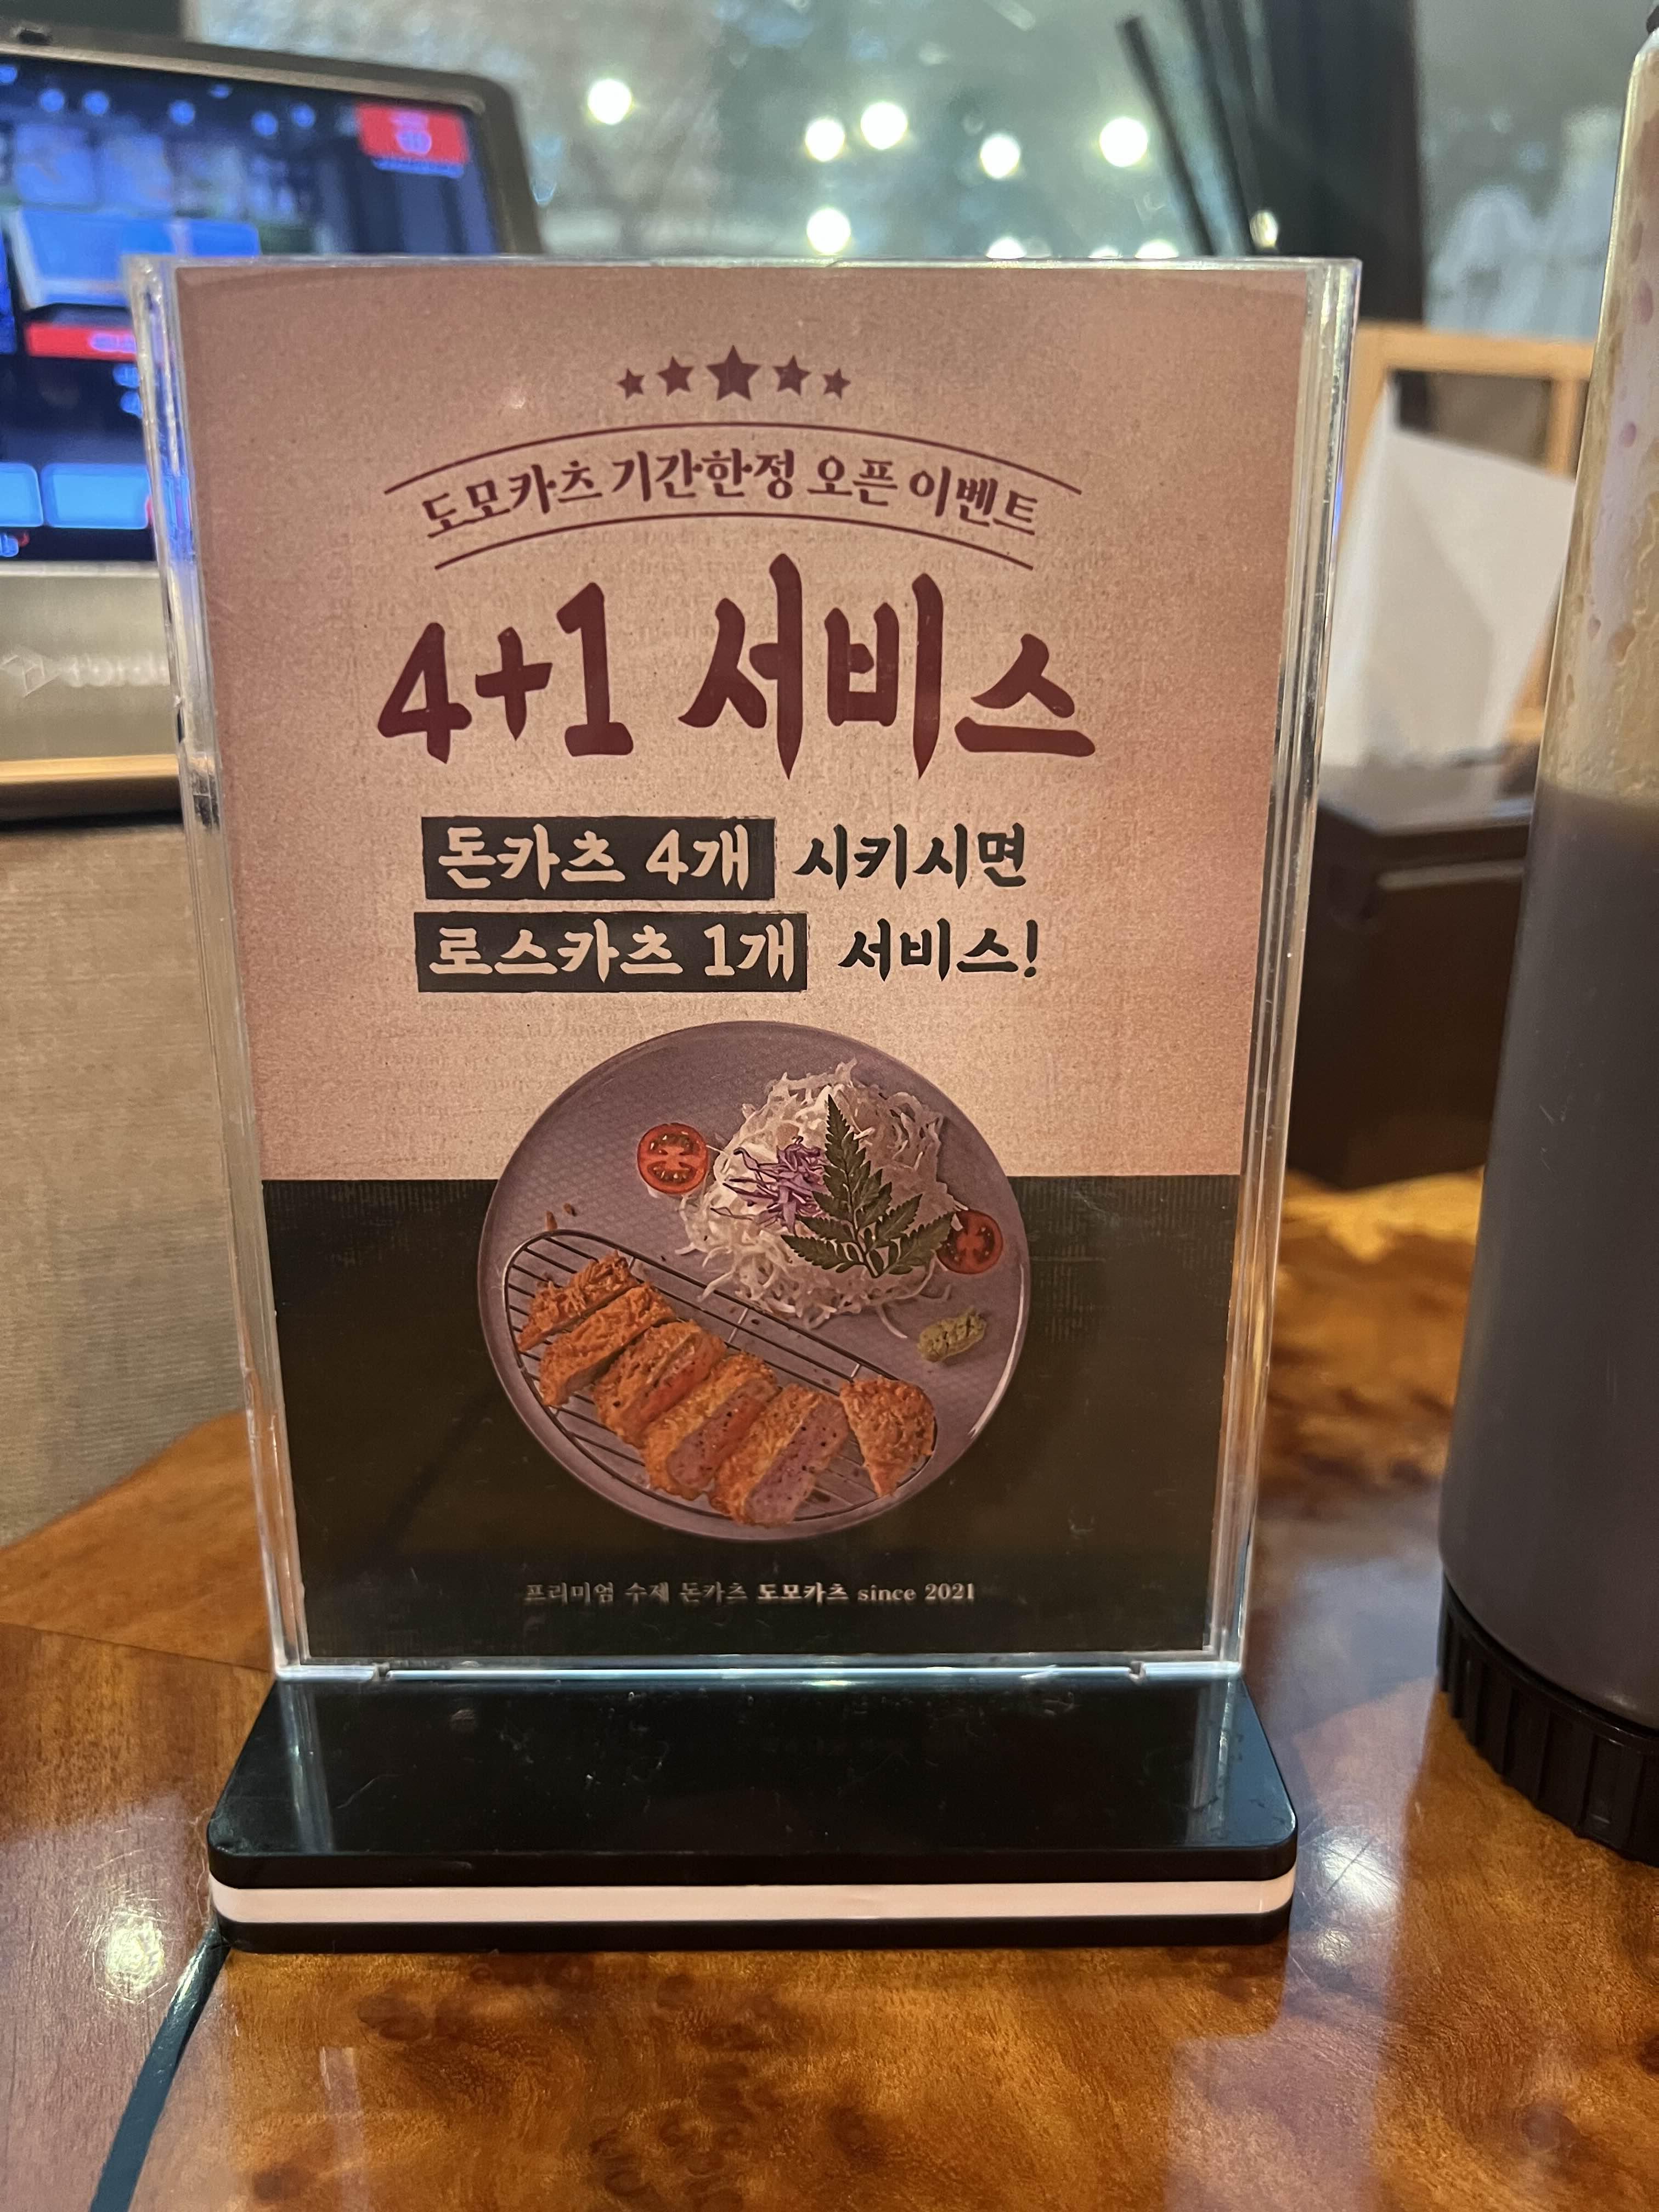 도모카츠 기간한정 오픈 이벤트
4+1 서비스
돈카츠 4개 시키시면
로스카츠 1개 서비스!
프리미엄 수제 돈카츠 도모카츠 since 2021